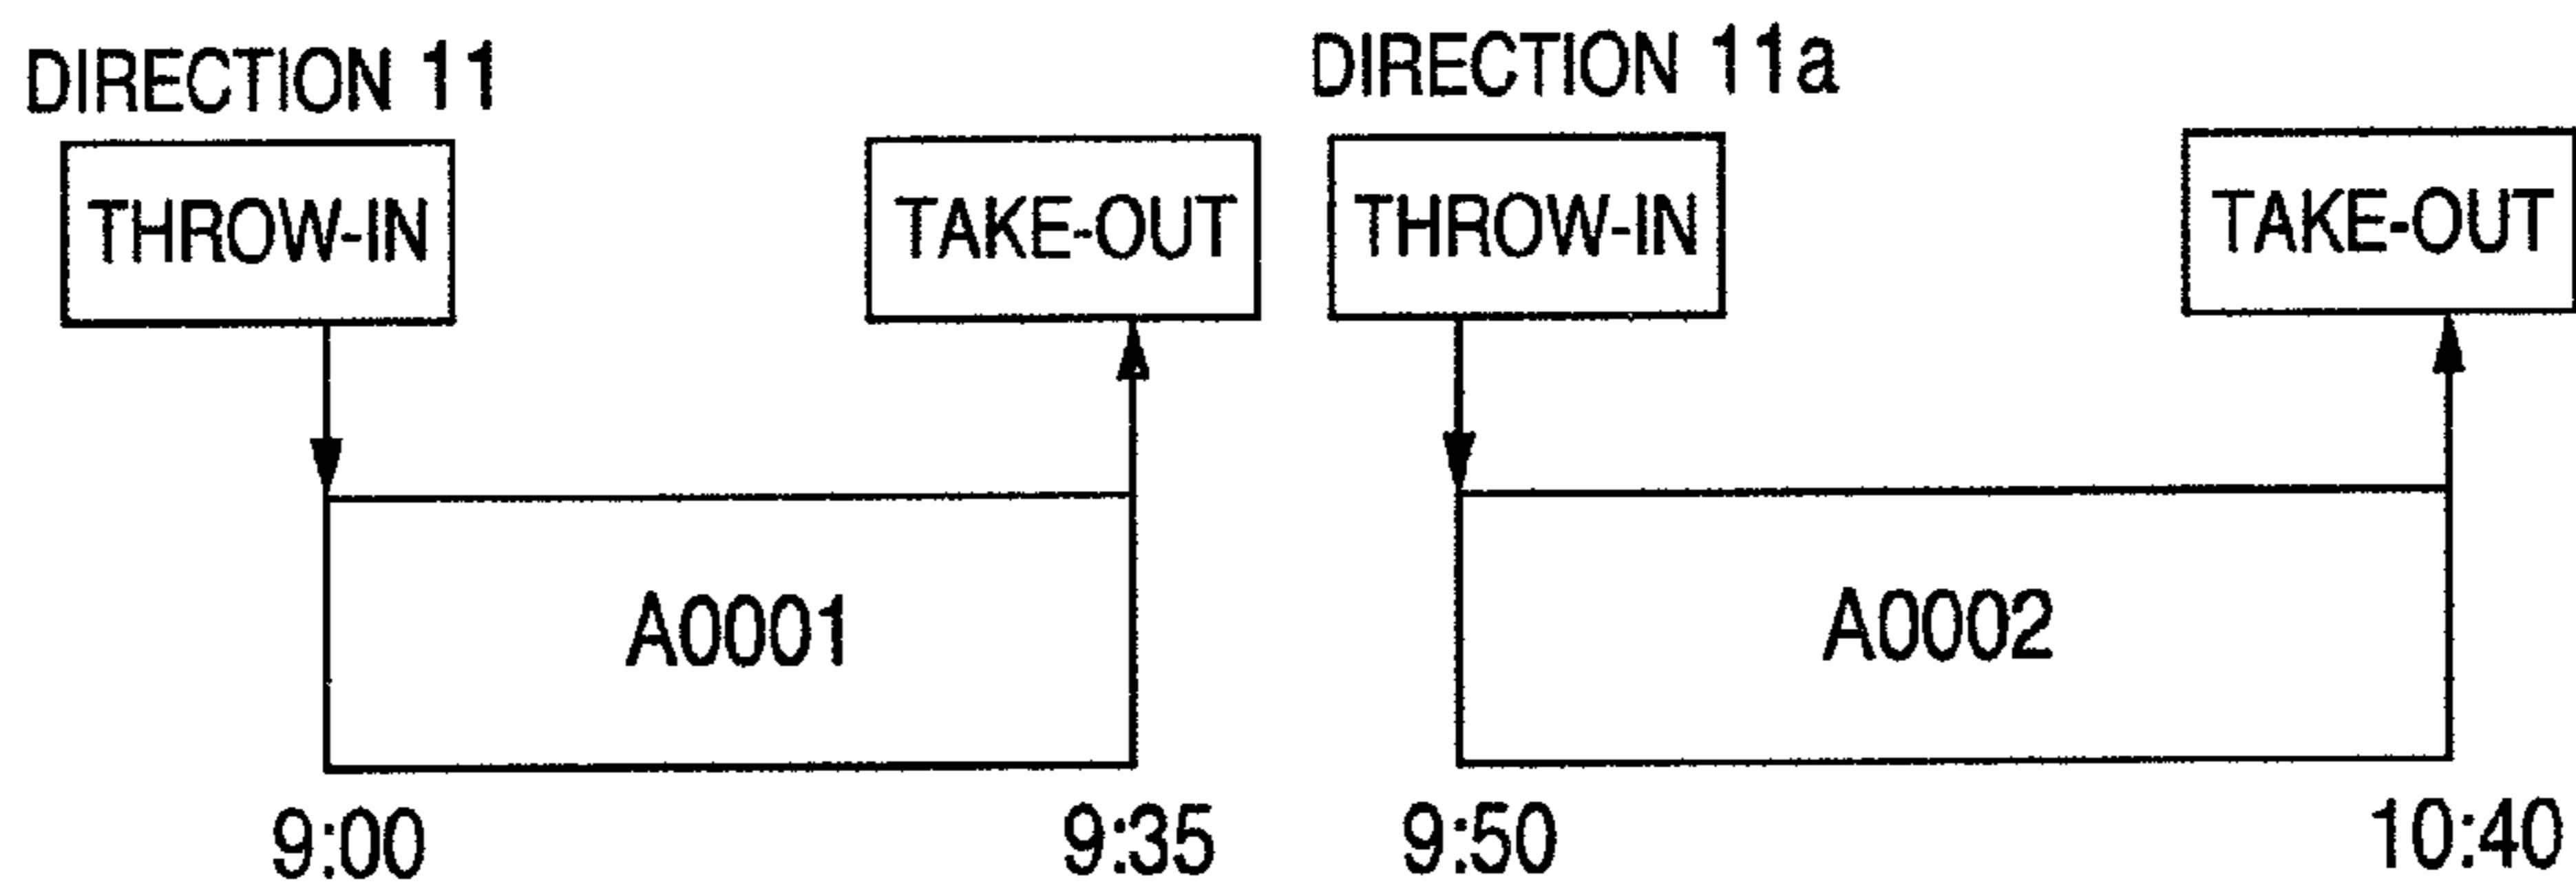 DIRECTION 11
DIRECTION 11a
THROW-IN
TAKE-OUT
THROW-IN
TAKE-OUT
A0001
A0002
9:00
9:35
9:50
10:40